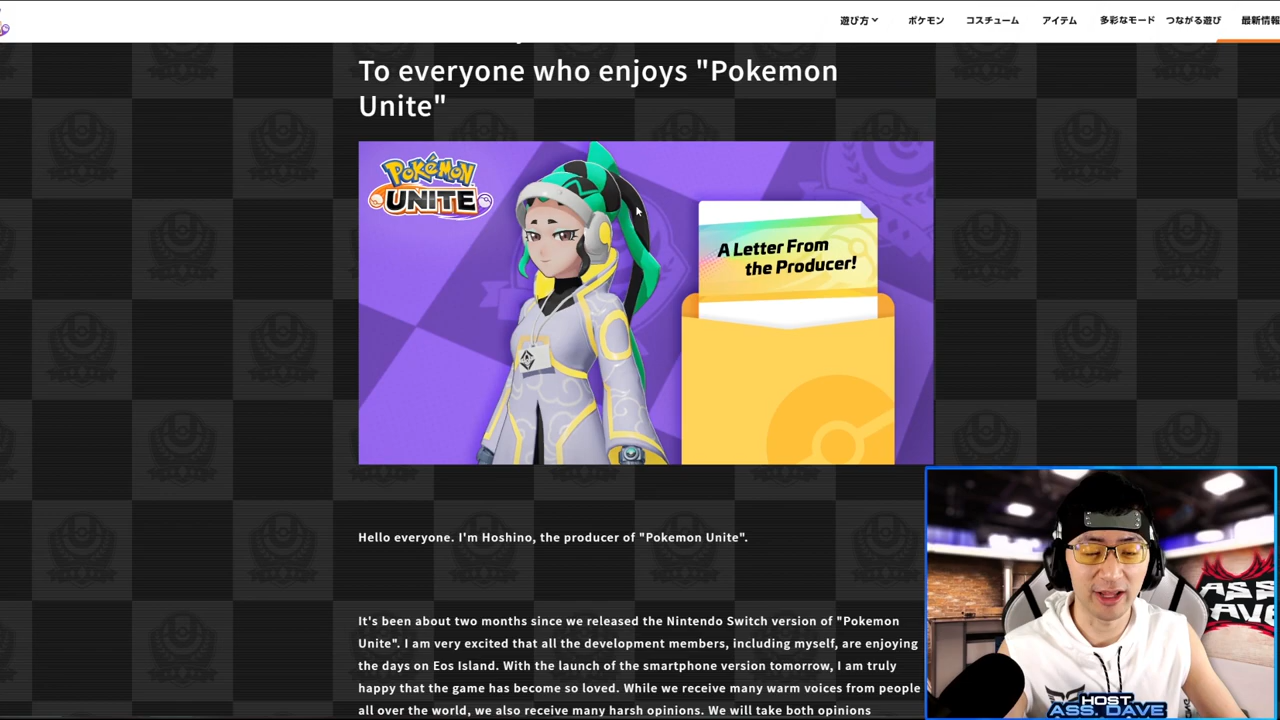 遊び方
ポケモン
コスチューム
アイテム
多彩なモード
つながる遊び
最新情報
To everyone who enjoys "Pokemon
Unite"
POKÉMON
UNITE
A Letter From
the Producer!
Hello everyone. I'm Hoshino, the producer of "Pokemon Unite".
It's been about two months since we released the Nintendo Switch version of "Pokemon
Unite". I am very excited that all the development members, including myself, are enjoying
the days on Eos Island. With the launch of the smartphone version tomorrow, I am truly
happy that the game has become so loved. While we receive many warm voices from people
all over the world, we also receive many harsh opinions. We will take both opinions
HOST
ASS. DAVE